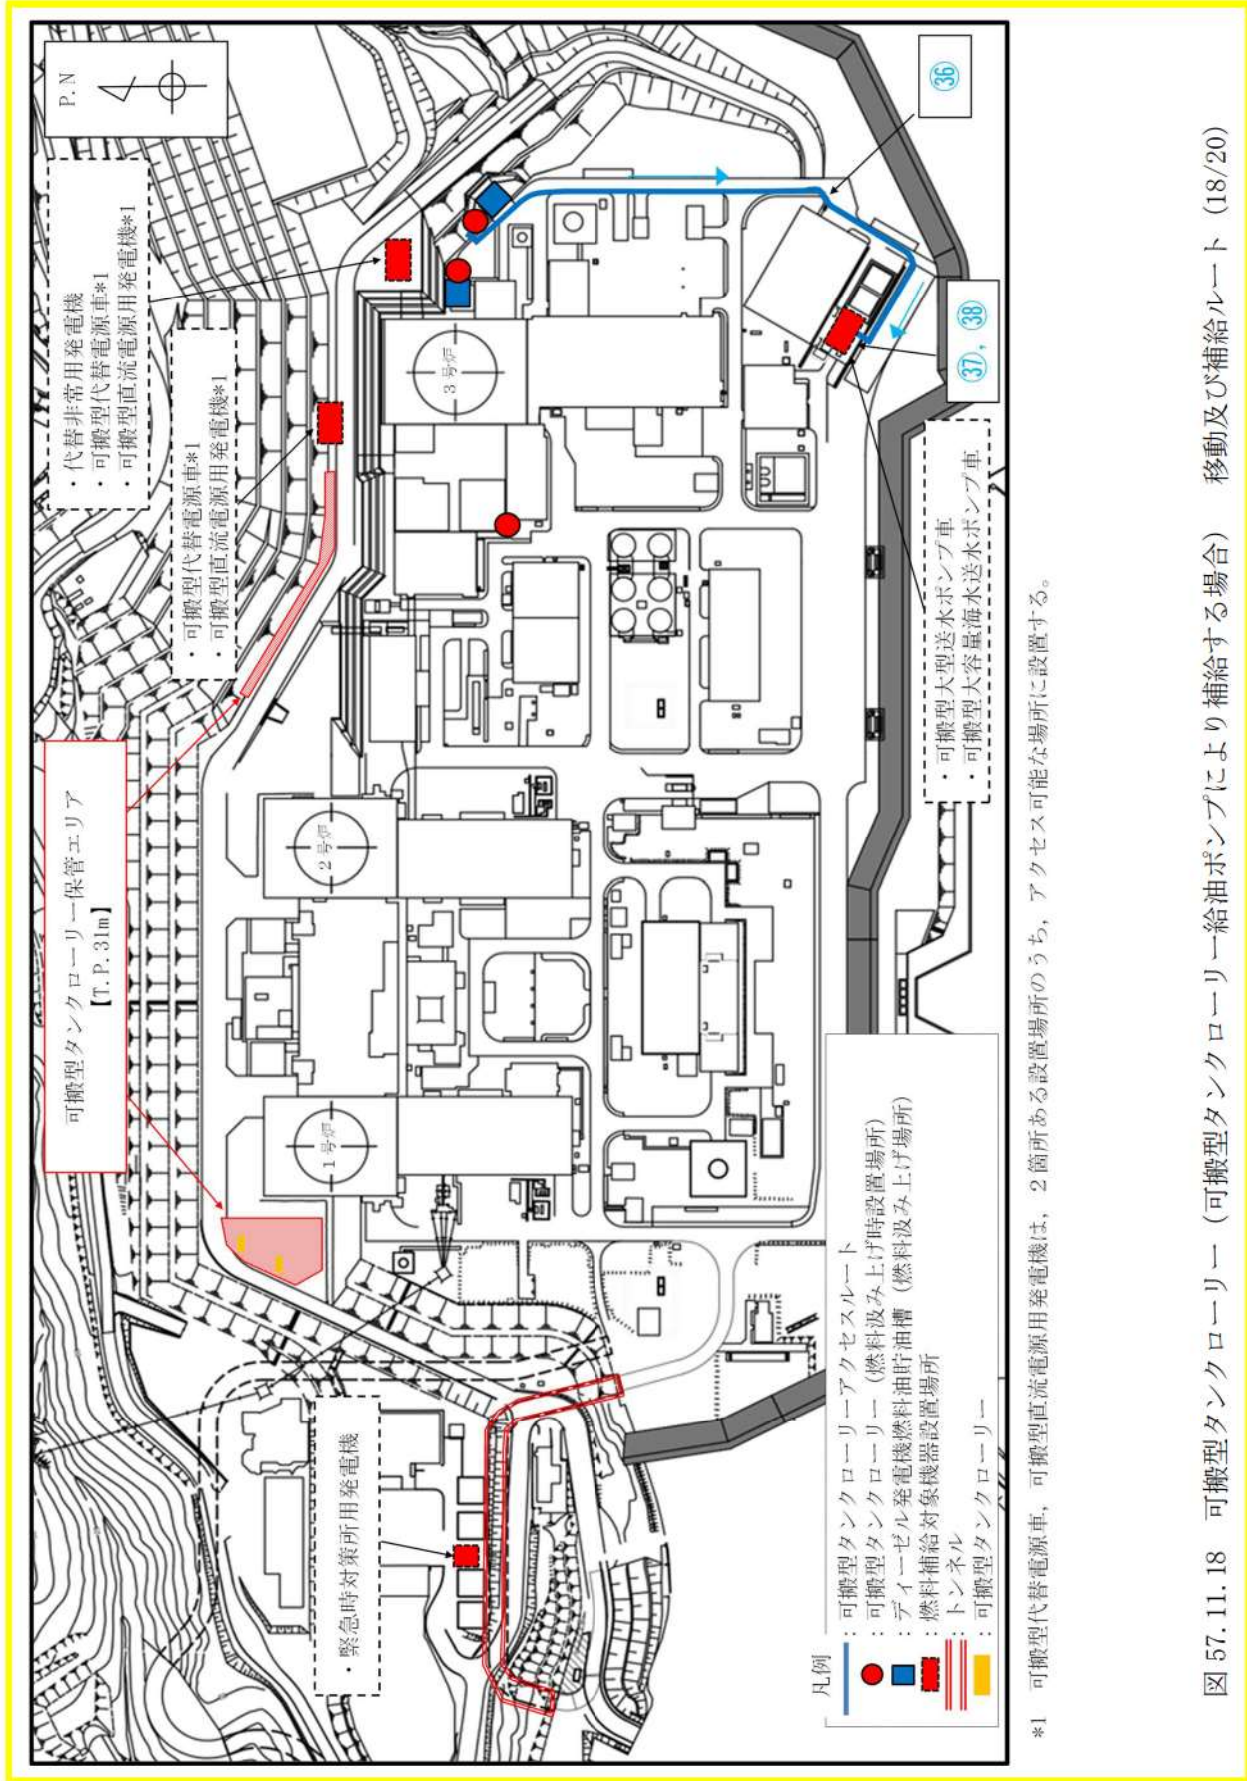 P.N
・代替非常用発電機
・可搬型代替電源車*1
・可搬型直流電源用発電機*1
・可搬型代替電源車*1
・可搬型直流電源用発電機*1
可搬型タンクローリー保管エリア
【T.P.31m】
・緊急時対策所用発電機
1号炉
2号炉
3号炉
㊱
㊲，㊳
・可搬型大型送水ポンプ車
・可搬型大容量海水送水ポンプ車
凡例
：可搬型タンクローリーアクセスルート
：可搬型タンクローリー（燃料汲み上げ時設置場所）
：ディーゼル発電機燃料油貯油槽（燃料汲み上げ場所）
：燃料補給対象機器設置場所
：トンネル
：可搬型タンクローリー
*1　可搬型代替電源車，可搬型直流電源用発電機は，2箇所ある設置場所のうち，アクセス可能な場所に設置する。
図 57.11.18　可搬型タンクローリー（可搬型タンクローリー給油ポンプにより補給する場合）　移動及び補給ルート（18/20）